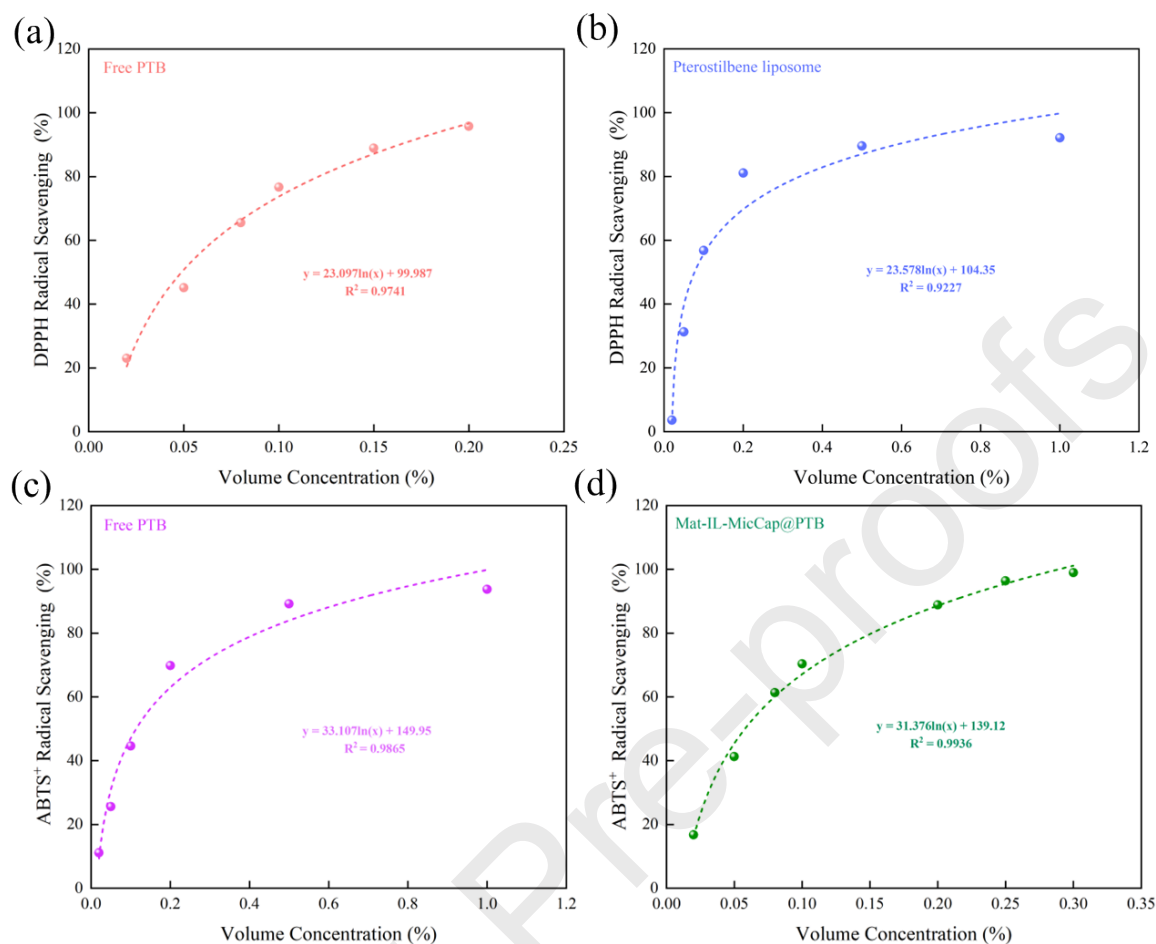 (a)
120
100
80
60
40
20
0
DPPH Radical Scavenging (%)
Free PTB
y = 23.097ln(x) + 99.987
R² = 0.9741
0.00 0.05 0.10 0.15 0.20 0.25
Volume Concentration (%)
(b)
120
100
80
60
40
20
0
DPPH Radical Scavenging (%)
Pterostilbene liposome
y = 23.578ln(x) + 104.35
R² = 0.9227
0.0 0.2 0.4 0.6 0.8 1.0 1.2
Volume Concentration (%)
(c)
120
100
80
60
40
20
0
ABTS⁺ Radical Scavenging (%)
Free PTB
y = 33.107ln(x) + 149.95
R² = 0.9865
0.0 0.2 0.4 0.6 0.8 1.0 1.2
Volume Concentration (%)
(d)
120
100
80
60
40
20
0
ABTS⁺ Radical Scavenging (%)
Mat-IL-MicCap@PTB
y = 31.376ln(x) + 139.12
R² = 0.9936
0.00 0.05 0.10 0.15 0.20 0.25 0.30 0.35
Volume Concentration (%)
Pre-proofs